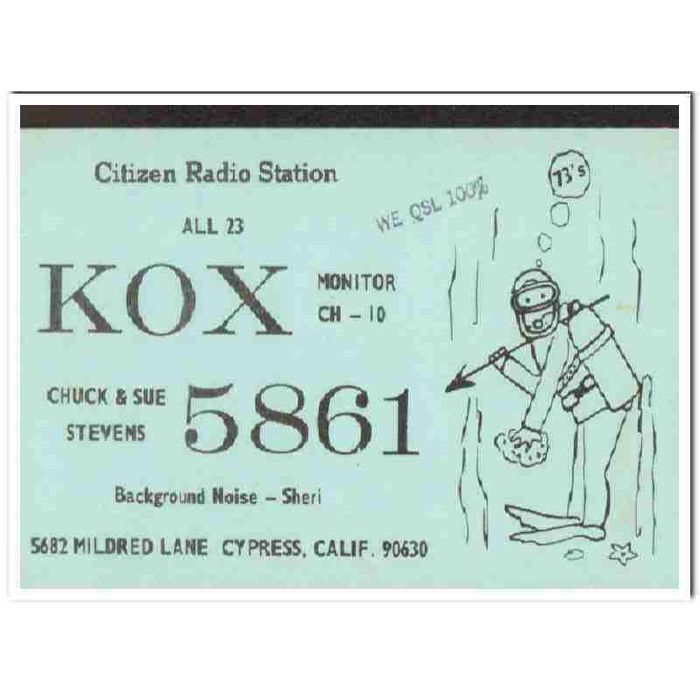 Citizen Radio Station
WE QSL 100%
73's
ALL 23
KOX
MONITOR
CH - 10
CHUCK & SUE
STEVENS
5861
Background Noise - Sheri
5682 MILDRED LANE CYPRESS, CALIF. 90630